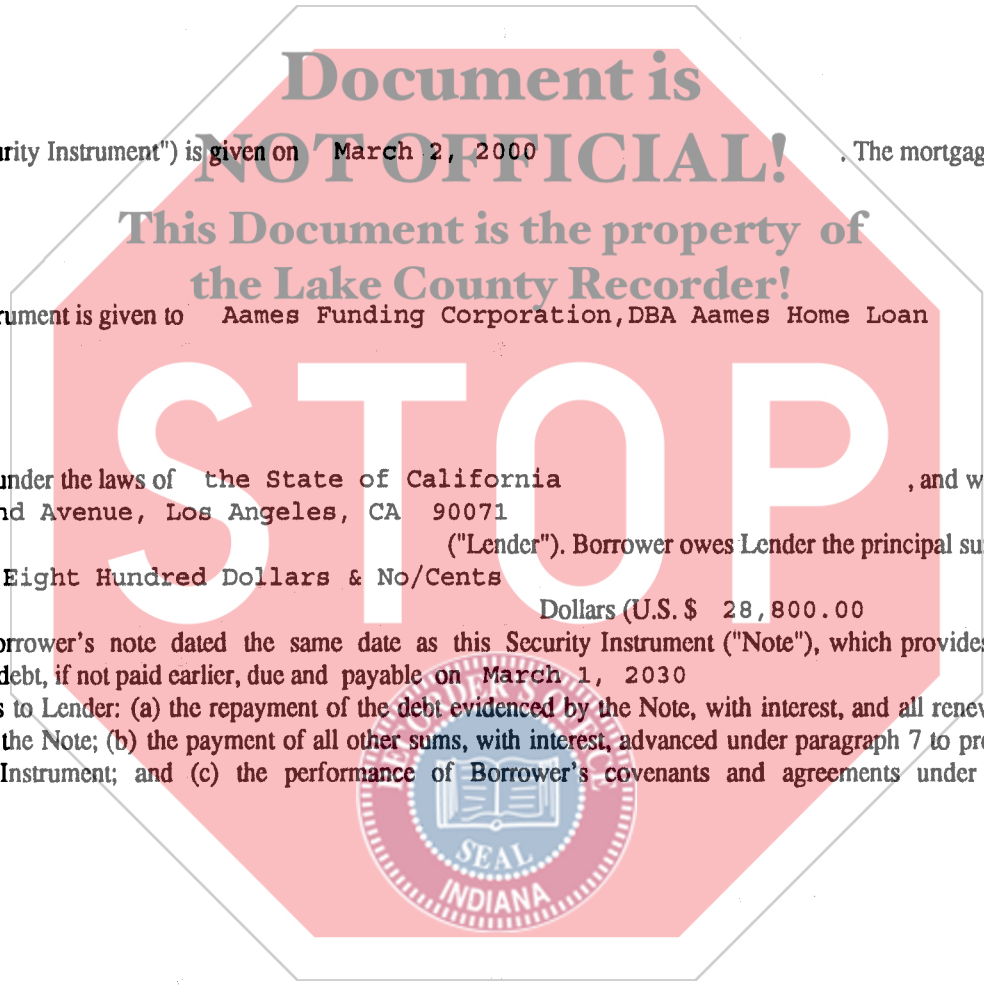 Document is
urity Instrument") is given on March 2, 2000 . The mortgag
NOT OFFICIAL!
This Document is the property of
the Lake County Recorder!
rument is given to Aames Funding Corporation,DBA Aames Home Loan
STOP
under the laws of the State of California , and w
nd Avenue, Los Angeles, CA 90071
("Lender"). Borrower owes Lender the principal su
Eight Hundred Dollars & No/Cents
Dollars (U.S. $ 28,800.00
orrower's note dated the same date as this Security Instrument ("Note"), which provides
debt, if not paid earlier, due and payable on March 1, 2030
s to Lender: (a) the repayment of the debt evidenced by the Note, with interest, and all renew
the Note; (b) the payment of all other sums, with interest, advanced under paragraph 7 to pro
Instrument; and (c) the performance of Borrower's covenants and agreements under
RECORDER'S OFFICE
SEAL
INDIANA